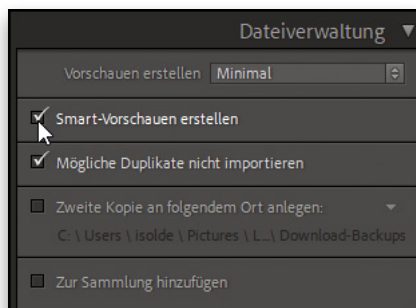 Dateiverwaltung
Vorschauen erstellen Minimal
Smart-Vorschauen erstellen
Mögliche Duplikate nicht importieren
Zweite Kopie an folgendem Ort anlegen:
C: \ Users \ isolde \ Pictures \ L...\ Download-Backups
Zur Sammlung hinzufügen